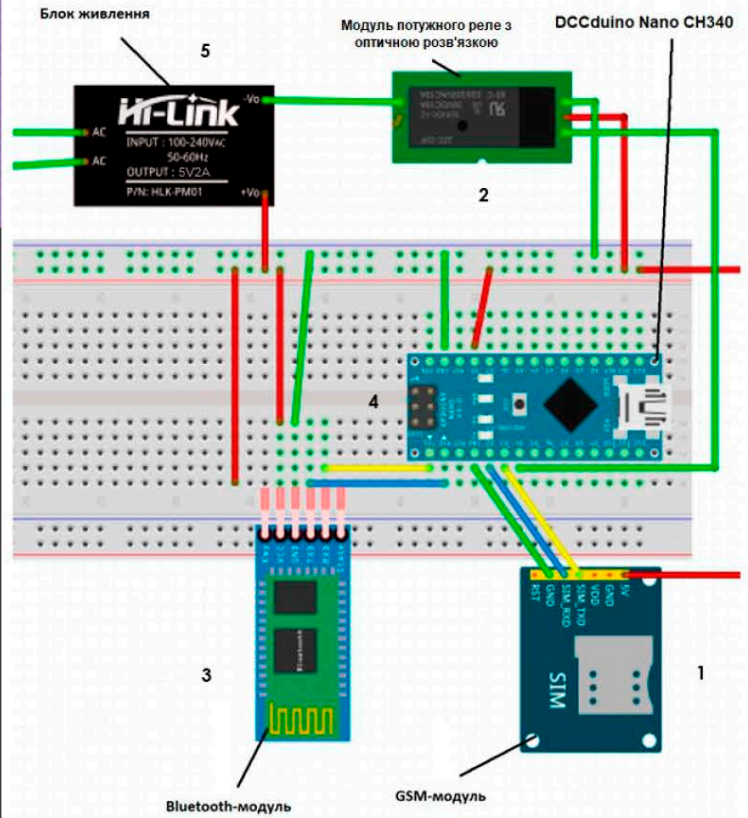 Блок живлення
5
Модуль потужного реле з
оптичною розв'язкою
DCCduino Nano CH340
-Vo
Hi-Link
AC
INPUT : 100-240VAC
50-60Hz
AC
OUTPUT : 5V2A
P/N: HLK-PM01
+Vo
2
4
3
RST
GND
SIM_RXD
SIM_TXD
VDD
GND
5V
SIM
1
Bluetooth
Bluetooth-модуль
GSM-модуль